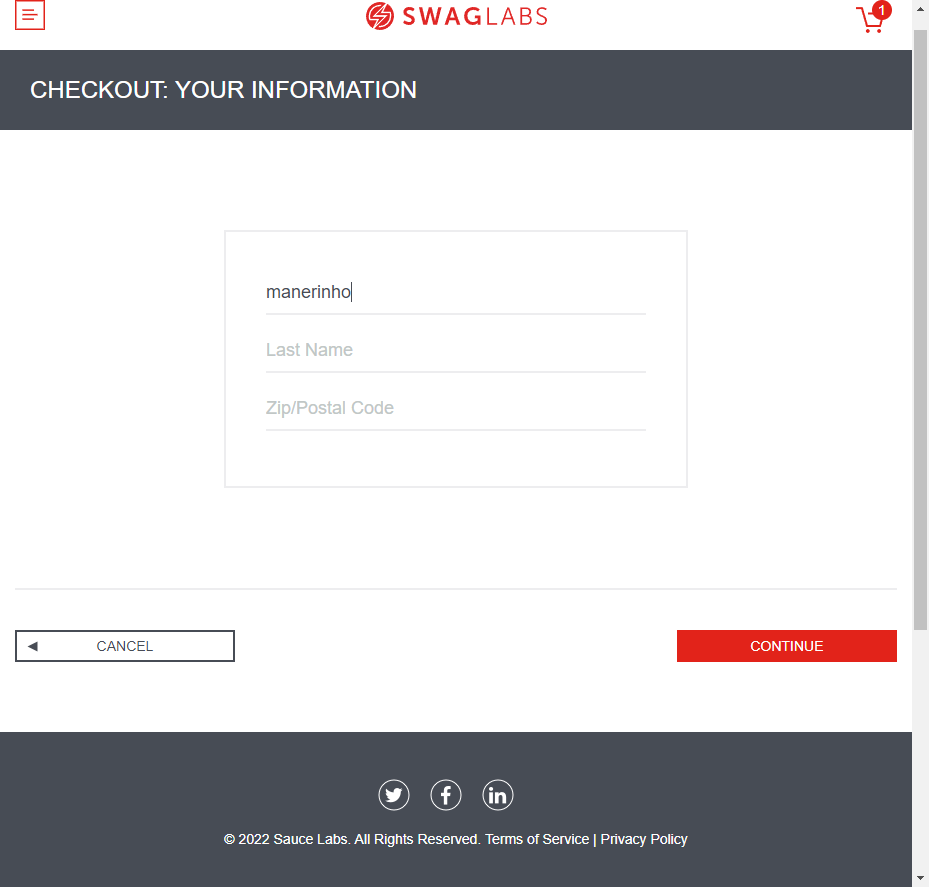 SWAGLABS
1
CHECKOUT: YOUR INFORMATION
manerinho
Last Name
Zip/Postal Code
CANCEL
CONTINUE
© 2022 Sauce Labs. All Rights Reserved. Terms of Service | Privacy Policy